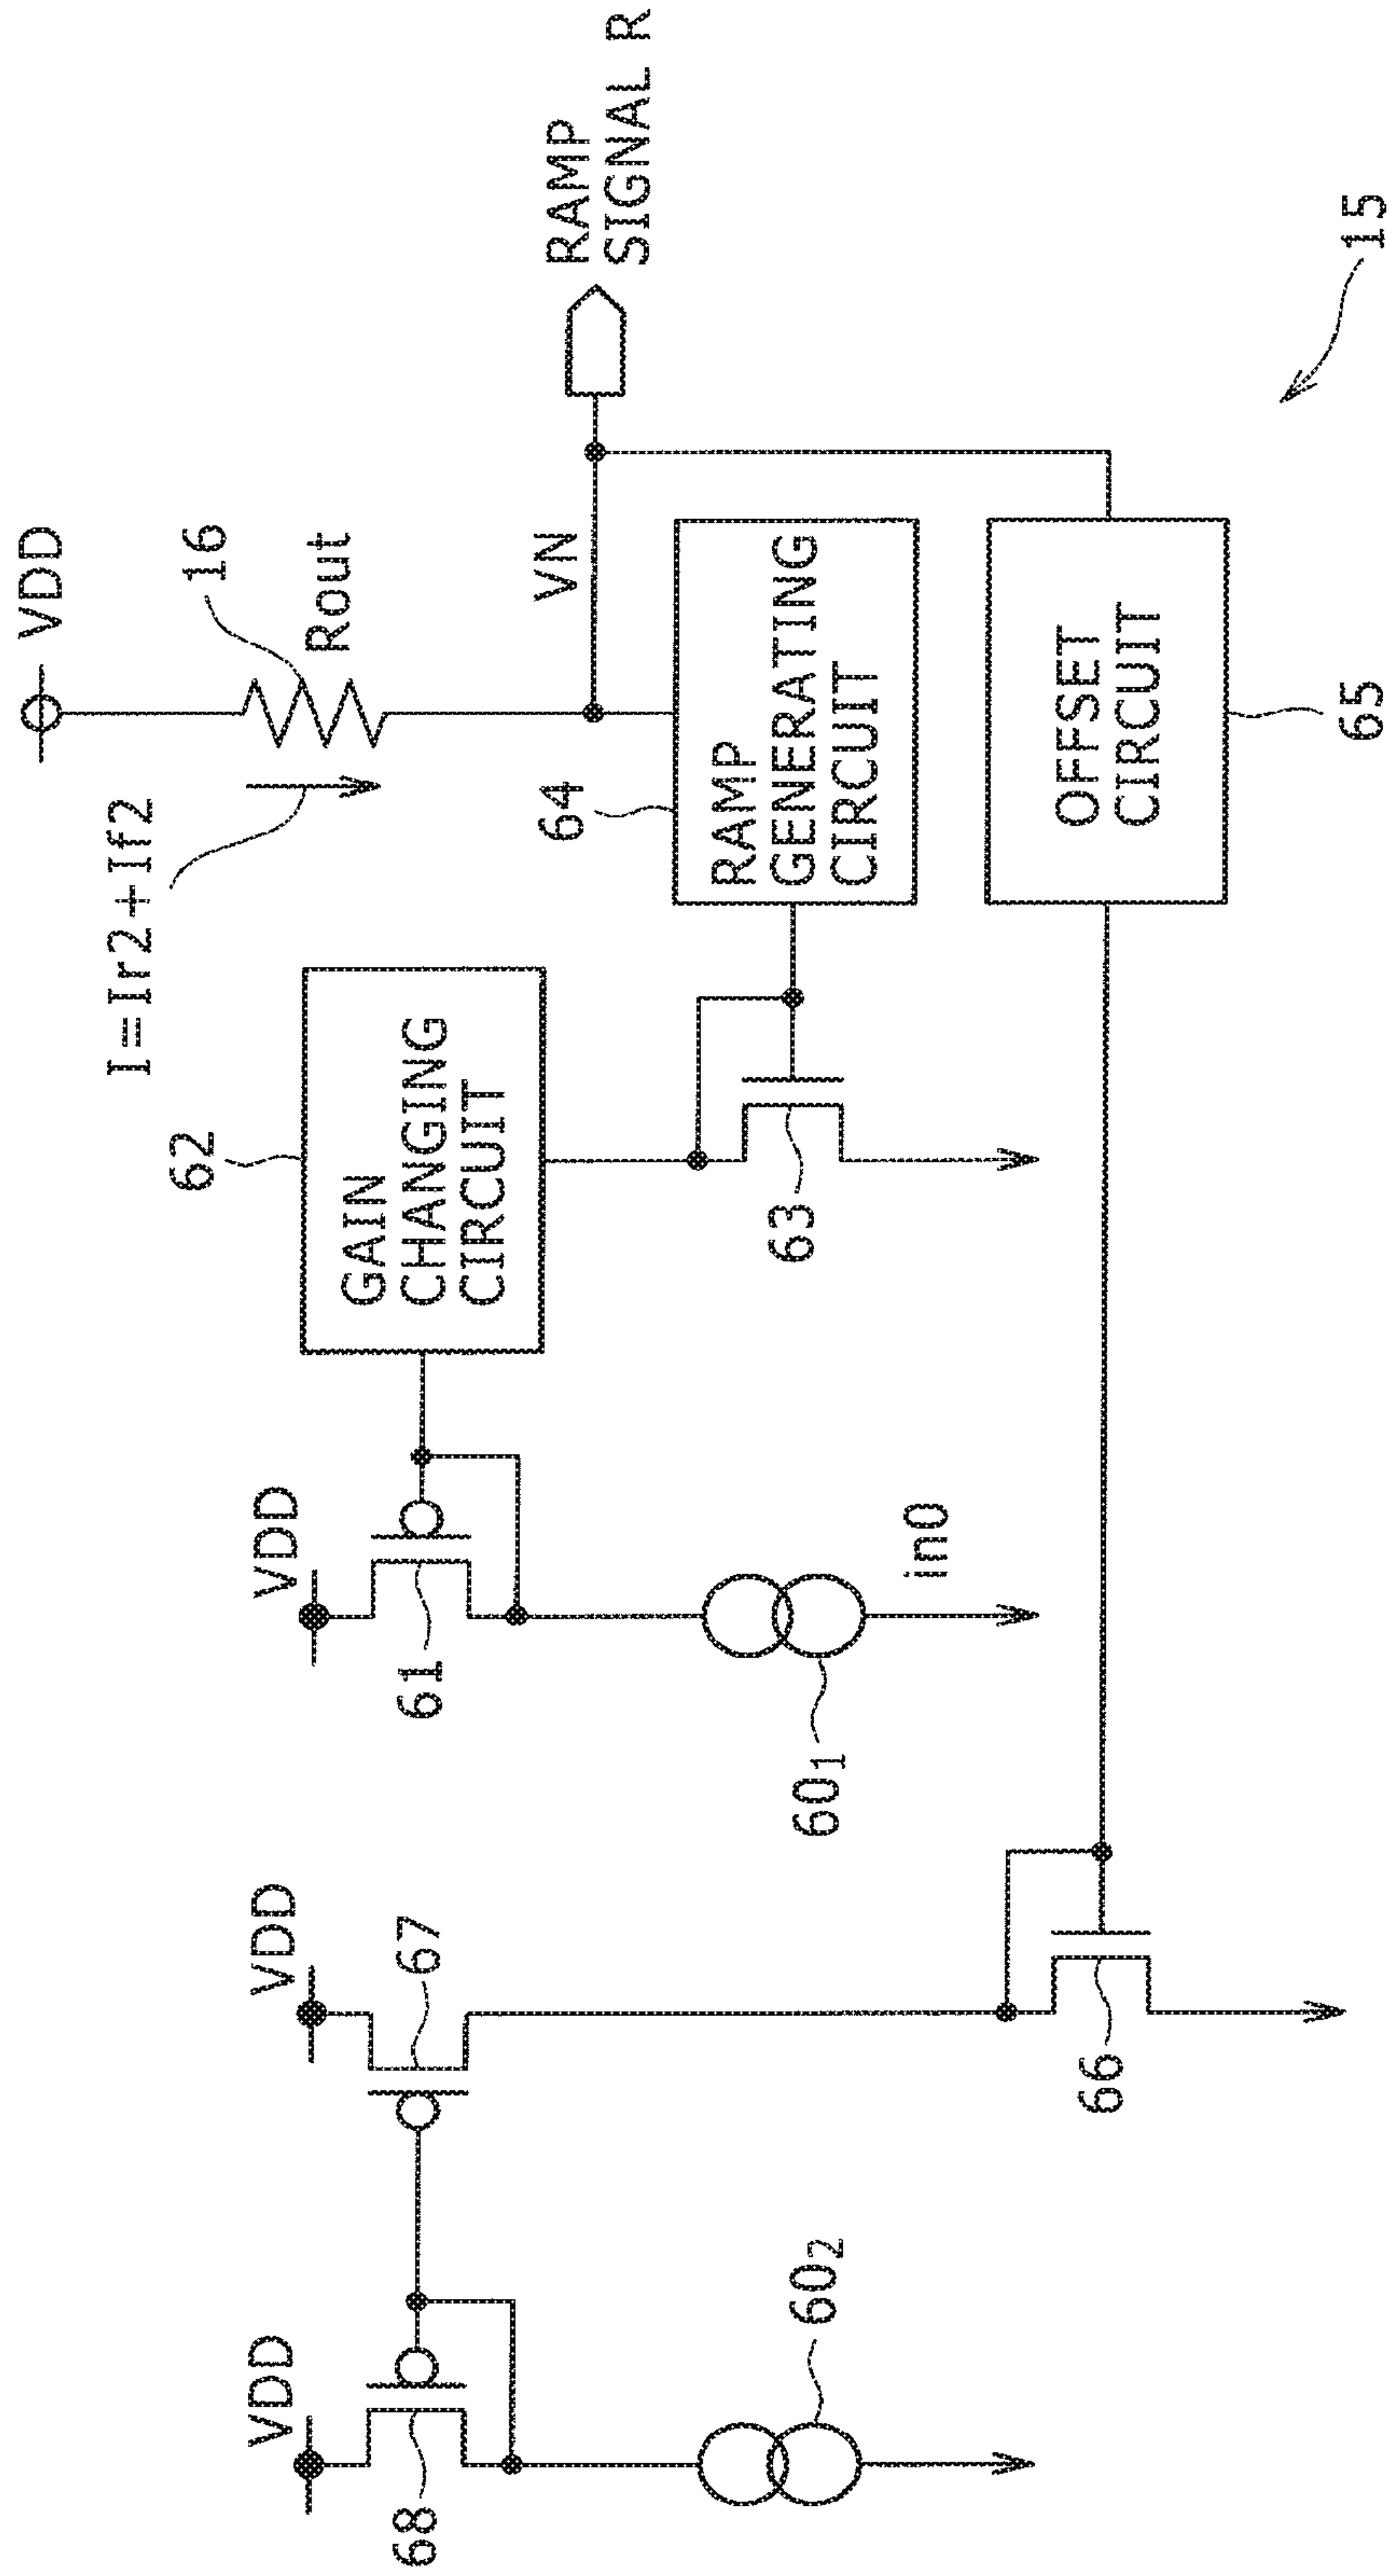 VDD
68
60₂
VDD
67
66
VDD
61
60₁
in0
62
GAIN
CHANGING
CIRCUIT
63
I=Ir2+If2
VDD
16
Rout
VN
64
RAMP
GENERATING
CIRCUIT
OFFSET
CIRCUIT
65
RAMP
SIGNAL R
15